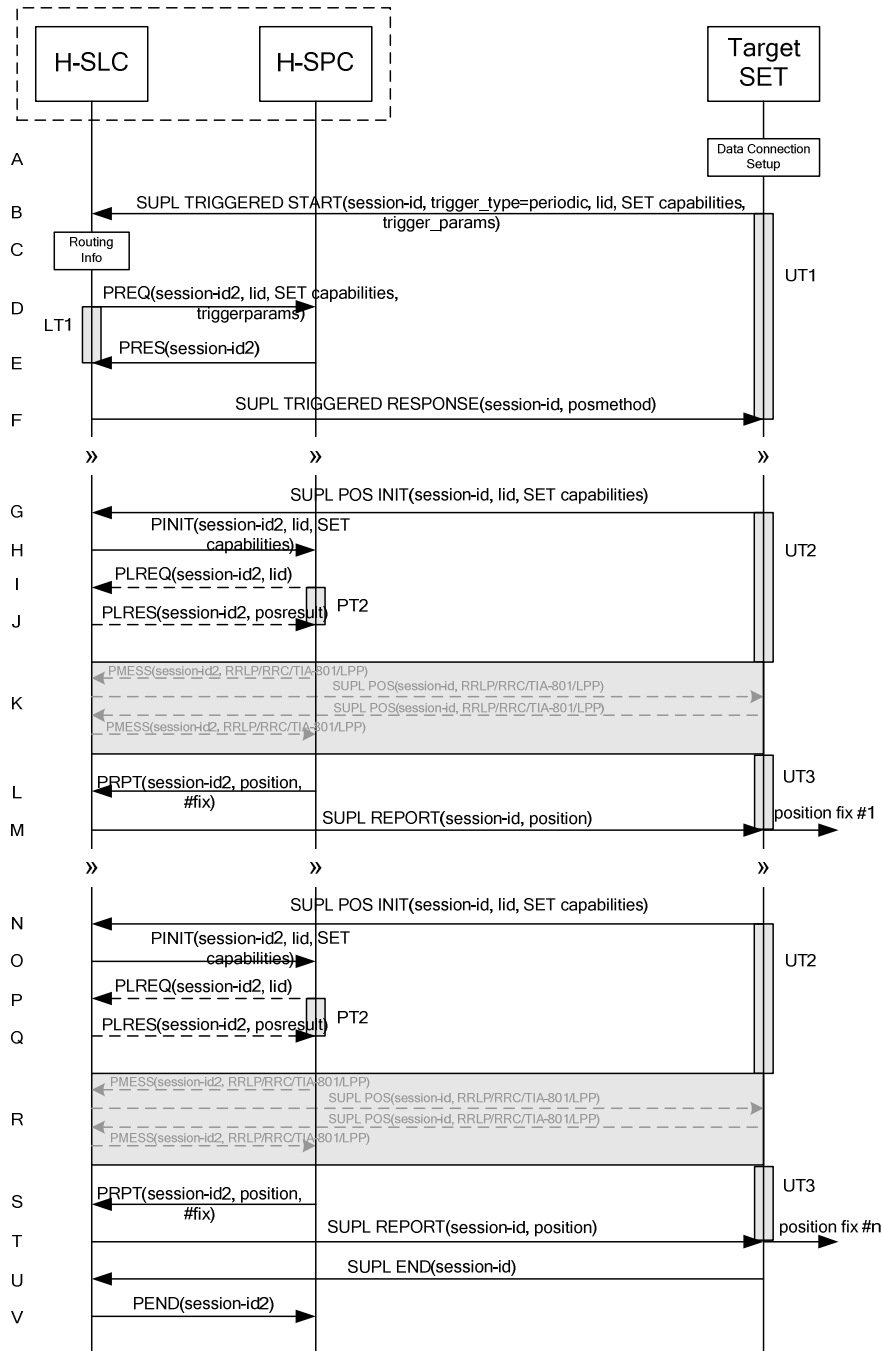 H-SLC
H-SPC
Target
SET
A
Data Connection
Setup
B
SUPL TRIGGERED START(session-id, trigger_type=periodic, lid, SET capabilities,
trigger_params)
C
Routing
Info
UT1
D
PREQ(session-id2, lid, SET capabilities,
triggerparams)
LT1
E
PRES(session-id2)
F
SUPL TRIGGERED RESPONSE(session-id, posmethod)
» » »
G
SUPL POS INIT(session-id, lid, SET capabilities)
H
PINIT(session-id2, lid, SET
capabilities)
UT2
I
PLREQ(session-id2, lid)
J
PLRES(session-id2, posresult)
PT2
K
PMESS(session-id2, RRLP/RRC/TIA-801/LPP)
SUPL POS(session-id, RRLP/RRC/TIA-801/LPP)
SUPL POS(session-id, RRLP/RRC/TIA-801/LPP)
PMESS(session-id2, RRLP/RRC/TIA-801/LPP)
L
PRPT(session-id2, position,
#fix)
UT3
M
SUPL REPORT(session-id, position)
position fix #1
» » »
N
SUPL POS INIT(session-id, lid, SET capabilities)
O
PINIT(session-id2, lid, SET
capabilities)
UT2
P
PLREQ(session-id2, lid)
Q
PLRES(session-id2, posresult)
PT2
R
PMESS(session-id2, RRLP/RRC/TIA-801/LPP)
SUPL POS(session-id, RRLP/RRC/TIA-801/LPP)
SUPL POS(session-id, RRLP/RRC/TIA-801/LPP)
PMESS(session-id2, RRLP/RRC/TIA-801/LPP)
S
PRPT(session-id2, position,
#fix)
UT3
T
SUPL REPORT(session-id, position)
position fix #n
U
SUPL END(session-id)
V
PEND(session-id2)